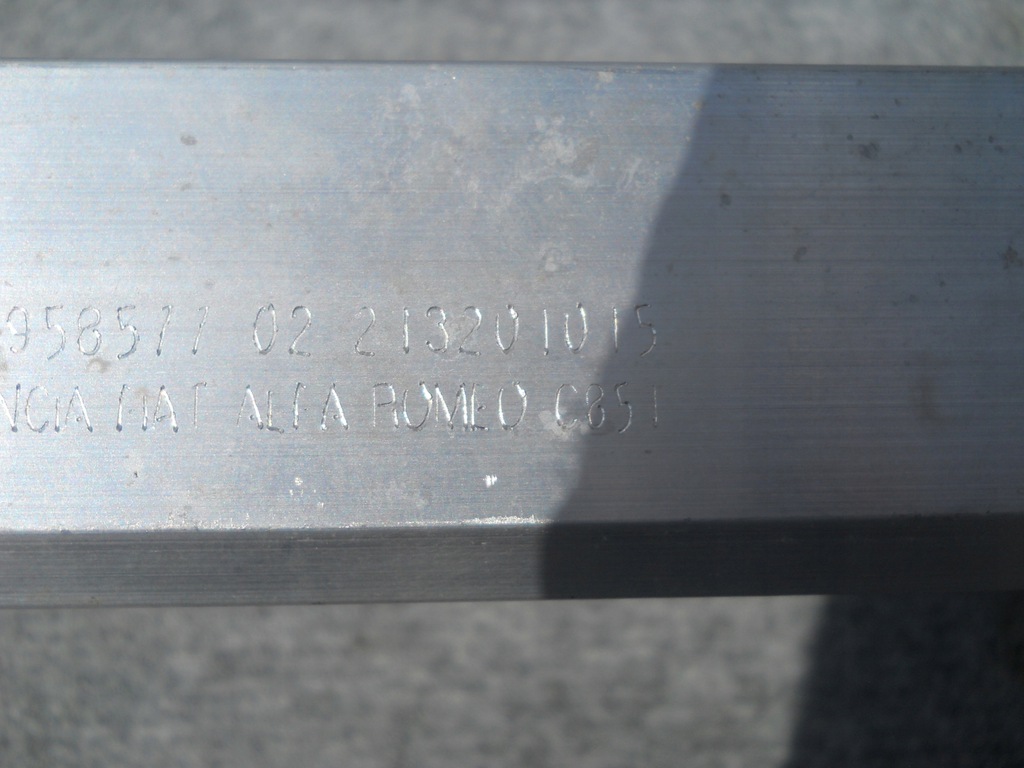 958577 02 213201015
NCIA FIAT ALFA ROMEO C851